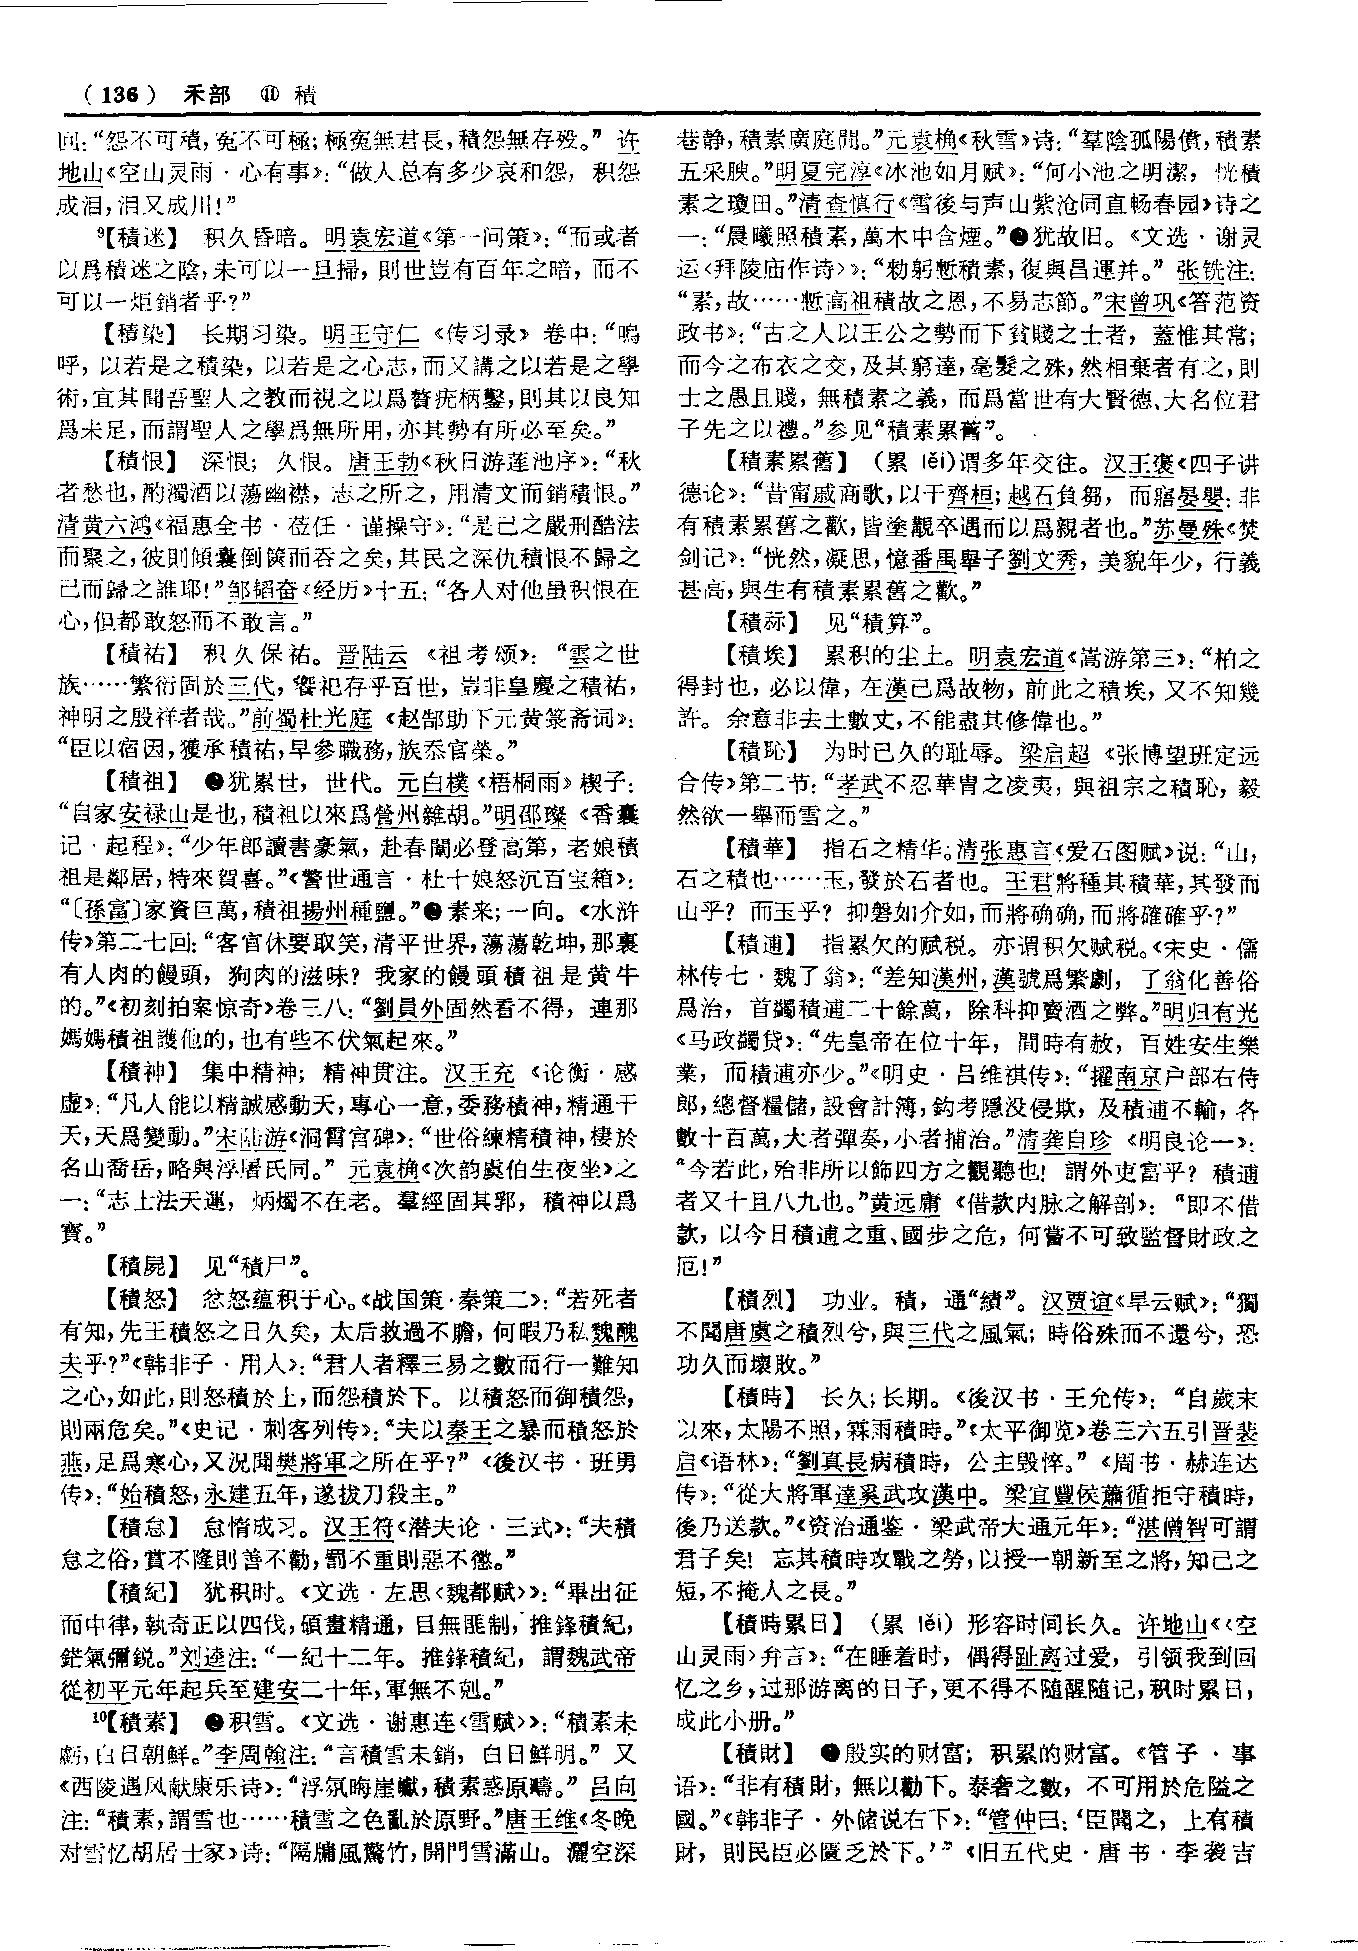 （136） 禾部 ⑪ 積
回：“怨不可積，冤不可極；極冤無君長，積怨無存殁。” 许
地山《空山灵雨·心有事》：“做人总有多少哀和怨，积怨
成泪，泪又成川！”
⁹【積迷】 积久昏暗。明袁宏道《第一问策》：“而或者
以爲積迷之陰，未可以一旦掃，則世豈有百年之暗，而不
可以一炬銷者乎？”
【積染】 长期习染。明王守仁《传习录》卷中：“嗚
呼，以若是之積染，以若是之心志，而又講之以若是之學
術，宜其聞吾聖人之教而視之以爲贅疣枘鑿，則其以良知
爲未足，而謂聖人之學爲無所用，亦其勢有所必至矣。”
【積恨】 深恨；久恨。唐王勃《秋日游莲池序》：“秋
者愁也，酌濁酒以蕩幽襟，志之所之，用清文而銷積恨。”
清黄六鸿《福惠全书·莅任·谨操守》：“是己之嚴刑酷法
而聚之，彼則傾囊倒篋而吞之矣，其民之深仇積恨不歸之
已而歸之誰耶！”邹韬奋《经历》十五：“各人对他虽积恨在
心，但都敢怒而不敢言。”
【積祐】 积久保祐。晋陆云《祖考颂》：“雲之世
族……繁衍固於三代，饗祀存乎百世，豈非皇慶之積祐，
神明之殷祥者哉。”前蜀杜光庭《赵郜助下元黄箓斋词》：
“臣以宿因，獲承積祐，早參職務，族忝官榮。”
【積祖】 ❶犹累世，世代。元白樸《梧桐雨》楔子：
“自家安禄山是也，積祖以來爲營州雜胡。”明邵璨《香囊
记·起程》：“少年郎讀書豪氣，赴春闈必登高第，老娘積
祖是鄰居，特來賀喜。”《警世通言·杜十娘怒沉百宝箱》：
“〔孫富〕家資巨萬，積祖揚州種鹽。”❷素来；一向。《水浒
传》第二七回：“客官休要取笑，清平世界，蕩蕩乾坤，那裏
有人肉的饅頭，狗肉的滋味？我家的饅頭積祖是黄牛
的。”《初刻拍案惊奇》卷三八：“劉員外固然看不得，連那
媽媽積祖護他的，也有些不伏氣起來。”
【積神】 集中精神；精神贯注。汉王充《论衡·感
虚》：“凡人能以精誠感動天，專心一意，委務積神，精通于
天，天爲變動。”宋陆游《洞霄宫碑》：“世俗練精積神，棲於
名山喬岳，略與浮屠氏同。” 元袁桷《次韵虞伯生夜坐》之
一：“志士法天運，炳燭不在老。羣經固其郛，積神以爲
寶。”
【積屍】 见“積尸”。
【積怒】 忿怒蕴积于心。《战国策·秦策二》：“若死者
有知，先王積怒之日久矣，太后救過不贍，何暇乃私魏醜
夫乎？”《韩非子·用人》：“君人者釋三易之數而行一難知
之心，如此，則怒積於上，而怨積於下。以積怒而御積怨，
則兩危矣。”《史记·刺客列传》：“夫以秦王之暴而積怒於
燕，足爲寒心，又況聞樊將軍之所在乎？”《後汉书·班勇
传》：“始積怒，永建五年，遂拔刀殺主。”
【積怠】 怠惰成习。汉王符《潜夫论·三式》：“夫積
怠之俗，賞不隆則善不勸，罰不重則惡不懲。”
【積紀】 犹积时。《文选·左思〈魏都赋〉》：“畢出征
而中律，執奇正以四伐，碩畫精通，目無匪制，推鋒積紀，
鋩氣彌鋭。”刘逵注：“一紀十二年。推鋒積紀，謂魏武帝
從初平元年起兵至建安二十年，軍無不剋。”
¹⁰【積素】 ❶积雪。《文选·谢惠连〈雪赋〉》：“積素未
虧，白日朝鮮。”李周翰注：“言積雪未銷，白日鮮明。”又
《西陵遇风献康乐诗》：“浮氛晦崖巘，積素惑原疇。”吕向
注：“積素，謂雪也……積雪之色亂於原野。”唐王维《冬晚
对雪忆胡居士家》诗：“隔牖風驚竹，開門雪滿山。灑空深
巷静，積素廣庭閒。”元袁桷《秋雪》诗：“羣陰孤陽僨，積素
五采腴。”明夏完淳《冰池如月赋》：“何小池之明潔，恍積
素之瓊田。”清查慎行《雪後与声山紫沧同直畅春园》诗之
一：“晨曦照積素，萬木中含煙。”❷犹故旧。《文选·谢灵
运〈拜陵庙作诗〉》：“勑躬慙積素，復與昌運并。” 张铣注：
“素，故……慙高祖積故之恩，不易志節。”宋曾巩《答范资
政书》：“古之人以王公之勢而下貧賤之士者，蓋惟其常；
而今之布衣之交，及其窮達，毫髮之殊，然相棄者有之，則
士之愚且賤，無積素之義，而爲當世有大賢德、大名位君
子先之以禮。”参见“積素累舊”。
【積素累舊】 （累 lěi）谓多年交往。汉王褒《四子讲
德论》：“昔甯戚商歌，以干齊桓；越石負芻，而寤晏嬰：非
有積素累舊之歡，皆塗覯卒遇而以爲親者也。”苏曼殊《焚
剑记》：“恍然，凝思，憶番禺舉子劉文秀，美貌年少，行義
甚高，與生有積素累舊之歡。”
【積祘】 见“積算”。
【積埃】 累积的尘土。明袁宏道《嵩游第三》：“柏之
得封也，必以偉，在漢已爲故物，前此之積埃，又不知幾
許。余意非去土數丈，不能盡其修偉也。”
【積恥】 为时已久的耻辱。梁启超《张博望班定远
合传》第二节：“孝武不忍華胄之凌夷，與祖宗之積恥，毅
然欲一舉而雪之。”
【積華】 指石之精华。清张惠言《爱石图赋》说：“山，
石之積也……玉，發於石者也。王君將種其積華，其發而
山乎？而玉乎？抑磐如介如，而將确确，而將確確乎？”
【積逋】 指累欠的赋税。亦谓积欠赋税。《宋史·儒
林传七·魏了翁》：“差知漢州，漢號爲繁劇，了翁化善俗
爲治，首蠲積逋二十餘萬，除科抑賣酒之弊。”明归有光
《马政蠲贷》：“先皇帝在位十年，間時有赦，百姓安生樂
業，而積逋亦少。”《明史·吕维祺传》：“擢南京户部右侍
郎，總督糧儲，設會計簿，鈎考隱没侵欺，及積逋不輸，各
數十百萬，大者彈奏，小者捕治。”清龚自珍《明良论一》：
“今若此，殆非所以飾四方之觀聽也！謂外吏富乎？積逋
者又十且八九也。”黄远庸《借款内脉之解剖》：“即不借
款，以今日積逋之重、國步之危，何嘗不可致監督財政之
厄！”
【積烈】 功业。積，通“績”。汉贾谊《旱云赋》：“獨
不聞唐虞之積烈兮，與三代之風氣；時俗殊而不還兮，恐
功久而壞敗。”
【積時】 长久；长期。《後汉书·王允传》：“自歲末
以來，太陽不照，霖雨積時。”《太平御览》卷三六五引晋裴
启《语林》：“劉真長病積時，公主毁悴。”《周书·赫连达
传》：“從大將軍達奚武攻漢中。梁宜豐侯蕭循拒守積時，
後乃送款。”《资治通鉴·梁武帝大通元年》：“湛僧智可謂
君子矣！忘其積時攻戰之勞，以授一朝新至之將，知己之
短，不掩人之長。”
【積時累日】 （累 lěi）形容时间长久。许地山《〈空
山灵雨〉弁言》：“在睡着时，偶得趾离过爱，引领我到回
忆之乡，过那游离的日子，更不得不随醒随记，积时累日，
成此小册。”
【積財】 ❶殷实的财富；积累的财富。《管子·事
语》：“非有積財，無以勸下。泰奢之數，不可用於危隘之
國。”《韩非子·外储说右下》：“管仲曰：‘臣聞之，上有積
財，則民臣必匱乏於下。’”《旧五代史·唐书·李袭吉